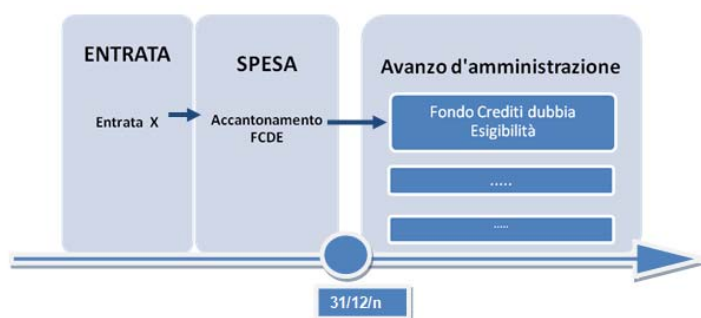 ENTRATA
Entrata X
SPESA
Accantonamento
FCDE
Avanzo d'amministrazione
Fondo Crediti dubbia
Esigibilità
.....
.....
31/12/n